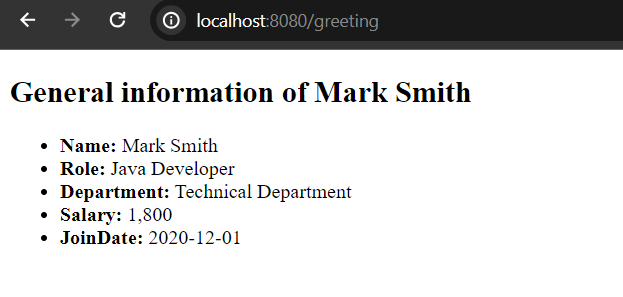 localhost:8080/greeting
General information of Mark Smith
Name: Mark Smith
Role: Java Developer
Department: Technical Department
Salary: 1,800
JoinDate: 2020-12-01